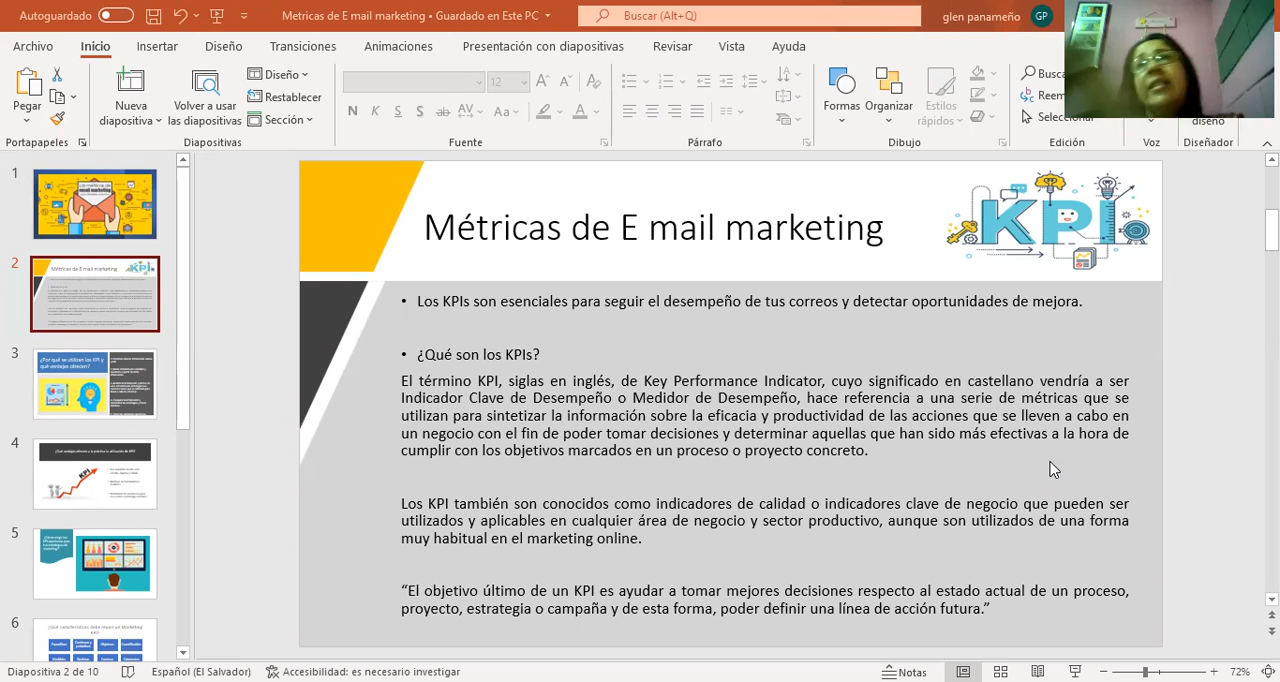 Autoguardado
Metricas de E mail marketing • Guardado en Este PC
Buscar (Alt+Q)
glen panameño
GP
Archivo Inicio Insertar Diseño Transiciones Animaciones Presentación con diapositivas Revisar Vista Ayuda
Pegar
Nueva diapositiva
Volver a usar las diapositivas
Diseño
Restablecer
Sección
12
N K S S ab AV Aa A
Formas
Organizar
Estilos rápidos
diseño
Portapapeles Diapositivas Fuente Párrafo Dibujo Edición Voz Diseñador
1
2
3
4
5
6
Métricas de E mail marketing
KPI
• Los KPIs son esenciales para seguir el desempeño de tus correos y detectar oportunidades de mejora.
• ¿Qué son los KPIs?
El término KPI, siglas en inglés, de Key Performance Indicator, cuyo significado en castellano vendría a ser
Indicador Clave de Desempeño o Medidor de Desempeño, hace referencia a una serie de métricas que se
utilizan para sintetizar la información sobre la eficacia y productividad de las acciones que se lleven a cabo en
un negocio con el fin de poder tomar decisiones y determinar aquellas que han sido más efectivas a la hora de
cumplir con los objetivos marcados en un proceso o proyecto concreto.
Los KPI también son conocidos como indicadores de calidad o indicadores clave de negocio que pueden ser
utilizados y aplicables en cualquier área de negocio y sector productivo, aunque son utilizados de una forma
muy habitual en el marketing online.
“El objetivo último de un KPI es ayudar a tomar mejores decisiones respecto al estado actual de un proceso,
proyecto, estrategia o campaña y de esta forma, poder definir una línea de acción futura.”
Diapositiva 2 de 10
Español (El Salvador)
Accesibilidad: es necesario investigar
Notas
72%